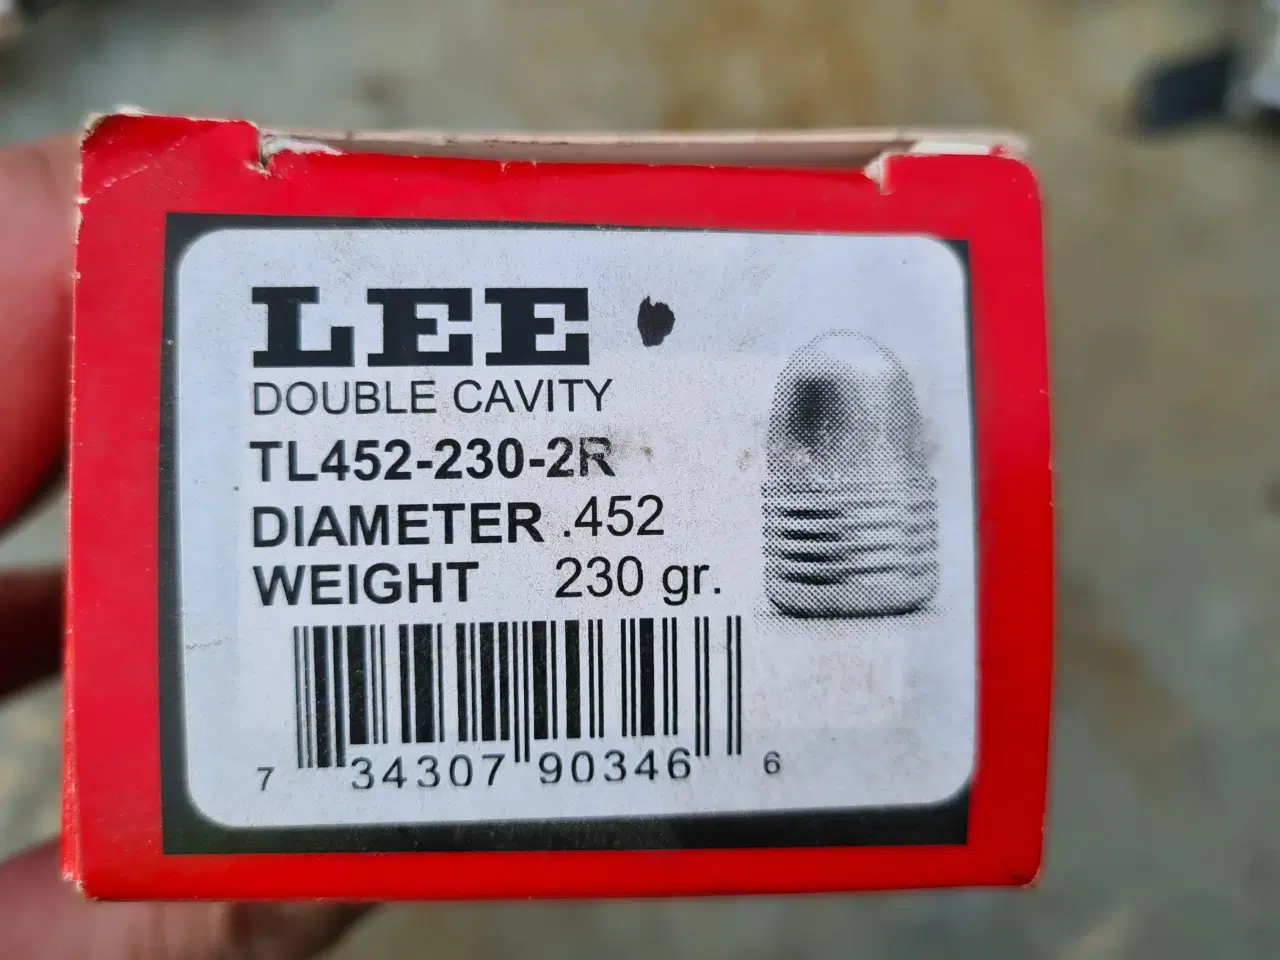 LEE
DOUBLE CAVITY
TL452-230-2R
DIAMETER .452
WEIGHT 230 gr.
7 34307 90346 6